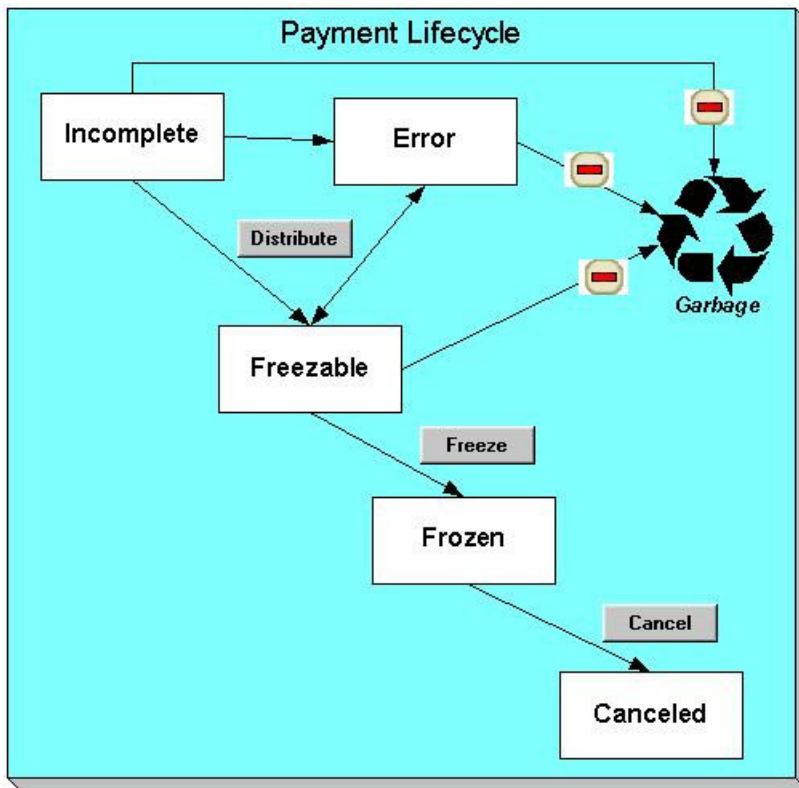 Payment Lifecycle
Incomplete
Error
Distribute
Garbage
Freezable
Freeze
Frozen
Cancel
Canceled